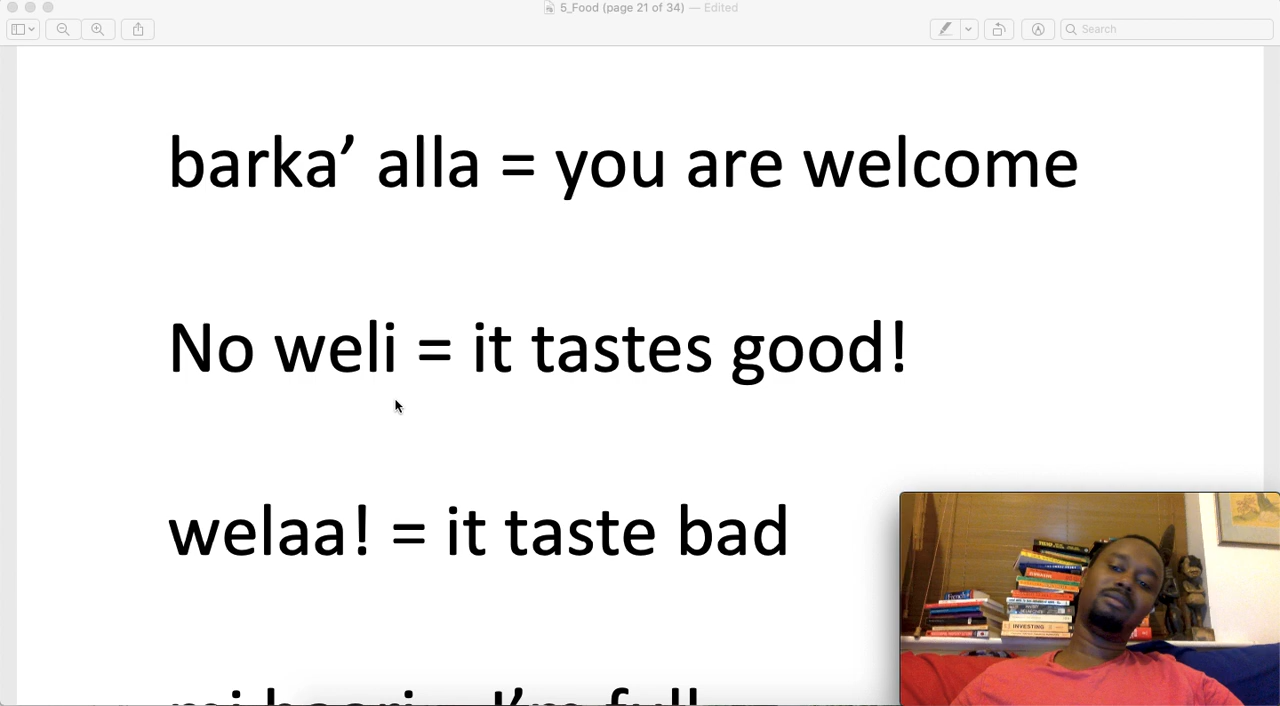 5_Food (page 21 of 34) — Edited
Search
barka’ alla = you are welcome
No weli = it tastes good!
welaa! = it taste bad
INVESTING